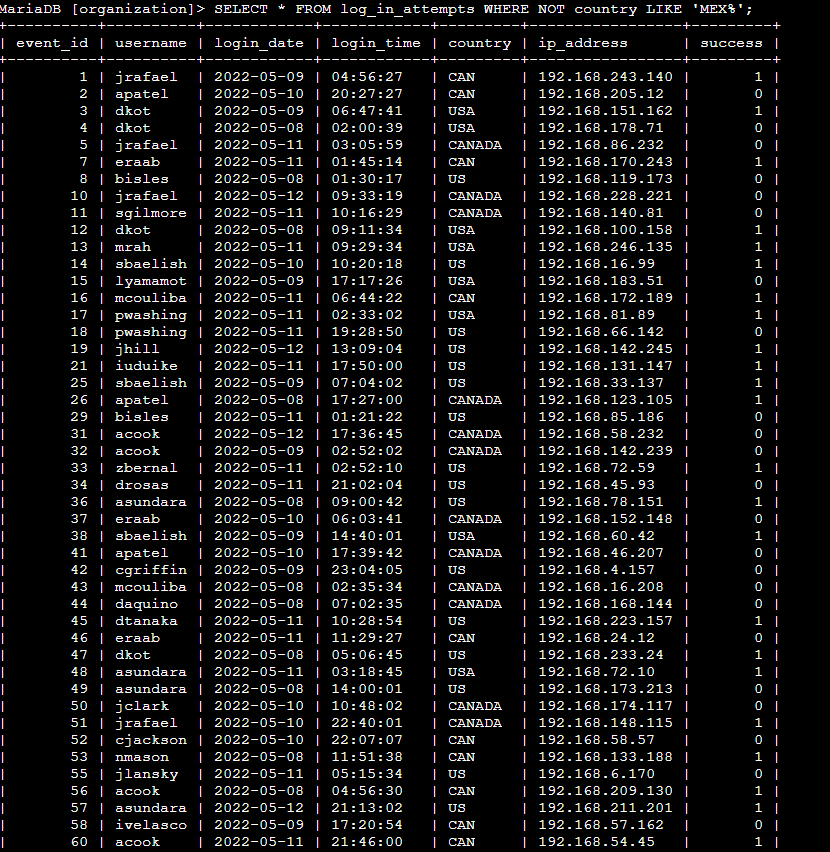 MariaDB [organization]> SELECT * FROM log_in_attempts WHERE NOT country LIKE 'MEX%';
+----------+----------+------------+------------+---------+-----------------+---------+
| event_id | username | login_date | login_time | country | ip_address      | success |
+----------+----------+------------+------------+---------+-----------------+---------+
|        1 | jrafael  | 2022-05-09 | 04:56:27   | CAN     | 192.168.243.140 |       1 |
|        2 | apatel   | 2022-05-10 | 20:27:27   | CAN     | 192.168.205.12  |       0 |
|        3 | dkot     | 2022-05-09 | 06:47:41   | USA     | 192.168.151.162 |       1 |
|        4 | dkot     | 2022-05-08 | 02:00:39   | USA     | 192.168.178.71  |       0 |
|        5 | jrafael  | 2022-05-11 | 03:05:59   | CANADA  | 192.168.86.232  |       0 |
|        7 | eraab    | 2022-05-11 | 01:45:14   | CAN     | 192.168.170.243 |       1 |
|        8 | bisles   | 2022-05-08 | 01:30:17   | US      | 192.168.119.173 |       0 |
|       10 | jrafael  | 2022-05-12 | 09:33:19   | CANADA  | 192.168.228.221 |       0 |
|       11 | sgilmore | 2022-05-11 | 10:16:29   | CANADA  | 192.168.140.81  |       0 |
|       12 | dkot     | 2022-05-08 | 09:11:34   | USA     | 192.168.100.158 |       1 |
|       13 | mrah     | 2022-05-11 | 09:29:34   | USA     | 192.168.246.135 |       1 |
|       14 | sbaelish | 2022-05-10 | 10:20:18   | US      | 192.168.16.99   |       1 |
|       15 | lyamamot | 2022-05-09 | 17:17:26   | USA     | 192.168.183.51  |       0 |
|       16 | mcouliba | 2022-05-11 | 06:44:22   | CAN     | 192.168.172.189 |       1 |
|       17 | pwashing | 2022-05-11 | 02:33:02   | USA     | 192.168.81.89   |       1 |
|       18 | pwashing | 2022-05-11 | 19:28:50   | US      | 192.168.66.142  |       0 |
|       19 | jhill    | 2022-05-12 | 13:09:04   | US      | 192.168.142.245 |       1 |
|       21 | iuduike  | 2022-05-11 | 17:50:00   | US      | 192.168.131.147 |       1 |
|       25 | sbaelish | 2022-05-09 | 07:04:02   | US      | 192.168.33.137  |       1 |
|       26 | apatel   | 2022-05-08 | 17:27:00   | CANADA  | 192.168.123.105 |       1 |
|       29 | bisles   | 2022-05-11 | 01:21:22   | US      | 192.168.85.186  |       0 |
|       31 | acook    | 2022-05-12 | 17:36:45   | CANADA  | 192.168.58.232  |       0 |
|       32 | acook    | 2022-05-09 | 02:52:02   | CANADA  | 192.168.142.239 |       0 |
|       33 | zbernal  | 2022-05-11 | 02:52:10   | US      | 192.168.72.59   |       1 |
|       34 | drosas   | 2022-05-11 | 21:02:04   | US      | 192.168.45.93   |       0 |
|       36 | asundara | 2022-05-08 | 09:00:42   | US      | 192.168.78.151  |       1 |
|       37 | eraab    | 2022-05-10 | 06:03:41   | CANADA  | 192.168.152.148 |       0 |
|       38 | sbaelish | 2022-05-09 | 14:40:01   | USA     | 192.168.60.42   |       1 |
|       41 | apatel   | 2022-05-10 | 17:39:42   | CANADA  | 192.168.46.207  |       0 |
|       42 | cgriffin | 2022-05-09 | 23:04:05   | US      | 192.168.4.157   |       0 |
|       43 | mcouliba | 2022-05-08 | 02:35:34   | CANADA  | 192.168.16.208  |       0 |
|       44 | daquino  | 2022-05-08 | 07:02:35   | CANADA  | 192.168.168.144 |       0 |
|       45 | dtanaka  | 2022-05-11 | 10:28:54   | US      | 192.168.223.157 |       1 |
|       46 | eraab    | 2022-05-11 | 11:29:27   | CAN     | 192.168.24.12   |       0 |
|       47 | dkot     | 2022-05-08 | 05:06:45   | US      | 192.168.233.24  |       1 |
|       48 | asundara | 2022-05-11 | 03:18:45   | USA     | 192.168.72.10   |       1 |
|       49 | asundara | 2022-05-08 | 14:00:01   | US      | 192.168.173.213 |       0 |
|       50 | jclark   | 2022-05-10 | 10:48:02   | CANADA  | 192.168.174.117 |       0 |
|       51 | jrafael  | 2022-05-10 | 22:40:01   | CANADA  | 192.168.148.115 |       1 |
|       52 | cjackson | 2022-05-10 | 22:07:07   | CAN     | 192.168.58.57   |       0 |
|       53 | nmason   | 2022-05-08 | 11:51:38   | CAN     | 192.168.133.188 |       1 |
|       55 | jlansky  | 2022-05-11 | 05:15:34   | US      | 192.168.6.170   |       0 |
|       56 | acook    | 2022-05-08 | 04:56:30   | CAN     | 192.168.209.130 |       1 |
|       57 | asundara | 2022-05-12 | 21:13:02   | US      | 192.168.211.201 |       1 |
|       58 | ivelasco | 2022-05-09 | 17:20:54   | CAN     | 192.168.57.162  |       0 |
|       60 | acook    | 2022-05-11 | 21:46:00   | CAN     | 192.168.54.45   |       1 |